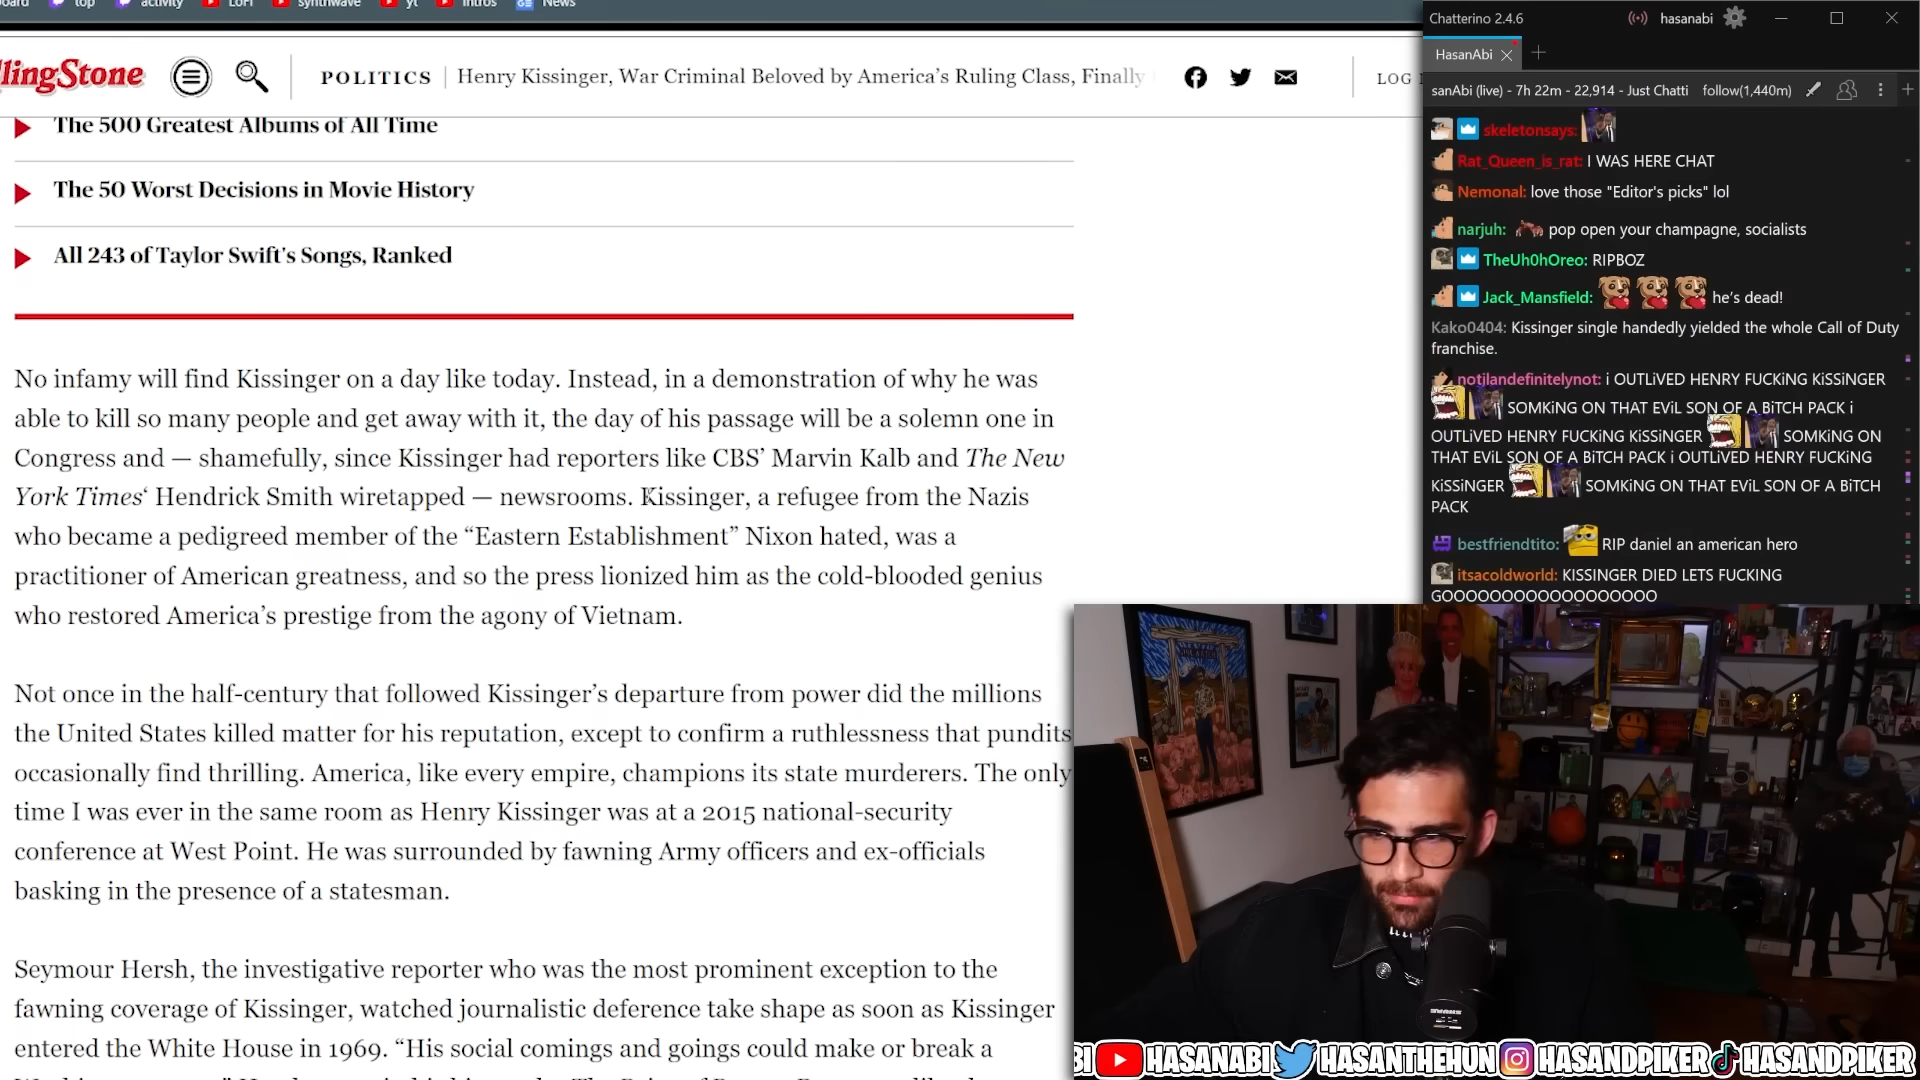 board
top
activity
LoFi
synthwave
yt
intros
News
llingStone
POLITICS
Henry Kissinger, War Criminal Beloved by America's Ruling Class, Finally
LOG
The 500 Greatest Albums of All Time
The 50 Worst Decisions in Movie History
All 243 of Taylor Swift's Songs, Ranked
No infamy will find Kissinger on a day like today. Instead, in a demonstration of why he was
able to kill so many people and get away with it, the day of his passage will be a solemn one in
Congress and — shamefully, since Kissinger had reporters like CBS' Marvin Kalb and The New
York Times' Hendrick Smith wiretapped — newsrooms. Kissinger, a refugee from the Nazis
who became a pedigreed member of the “Eastern Establishment” Nixon hated, was a
practitioner of American greatness, and so the press lionized him as the cold-blooded genius
who restored America's prestige from the agony of Vietnam.
Not once in the half-century that followed Kissinger's departure from power did the millions
the United States killed matter for his reputation, except to confirm a ruthlessness that pundits
occasionally find thrilling. America, like every empire, champions its state murderers. The only
time I was ever in the same room as Henry Kissinger was at a 2015 national-security
conference at West Point. He was surrounded by fawning Army officers and ex-officials
basking in the presence of a statesman.
Seymour Hersh, the investigative reporter who was the most prominent exception to the
fawning coverage of Kissinger, watched journalistic deference take shape as soon as Kissinger
entered the White House in 1969. “His social comings and goings could make or break a
Chatterino 2.4.6
hasanabi
HasanAbi
sanAbi (live) - 7h 22m - 22,914 - Just Chatti
follow(1,440m)
skeletonsays:
Rat_Queen_is_rat: I WAS HERE CHAT
Nemonal: love those "Editor's picks" lol
narjuh: pop open your champagne, socialists
TheUh0hOreo: RIPBOZ
Jack_Mansfield: he's dead!
Kako0404: Kissinger single handedly yielded the whole Call of Duty
franchise.
notjlandefinitelynot: i OUTLiVED HENRY FUCKiNG KiSSiNGER
SOMKiNG ON THAT EViL SON OF A BiTCH PACK i
OUTLiVED HENRY FUCKiNG KiSSiNGER SOMKiNG ON
THAT EViL SON OF A BiTCH PACK i OUTLiVED HENRY FUCKiNG
KiSSiNGER SOMKiNG ON THAT EViL SON OF A BiTCH
PACK
bestfriendtito: RIP daniel an american hero
itsacoldworld: KISSINGER DIED LETS FUCKING
GOOOOOOOOOOOOOOOOOO
BI HASANABI HASANTHEHUN HASANDPIKER HASANDPIKER